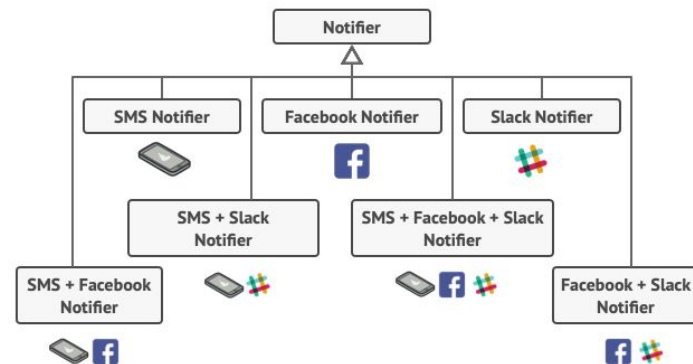 Notifier
SMS Notifier
Facebook Notifier
Slack Notifier
SMS + Slack
Notifier
SMS + Facebook + Slack
Notifier
SMS + Facebook
Notifier
Facebook + Slack
Notifier